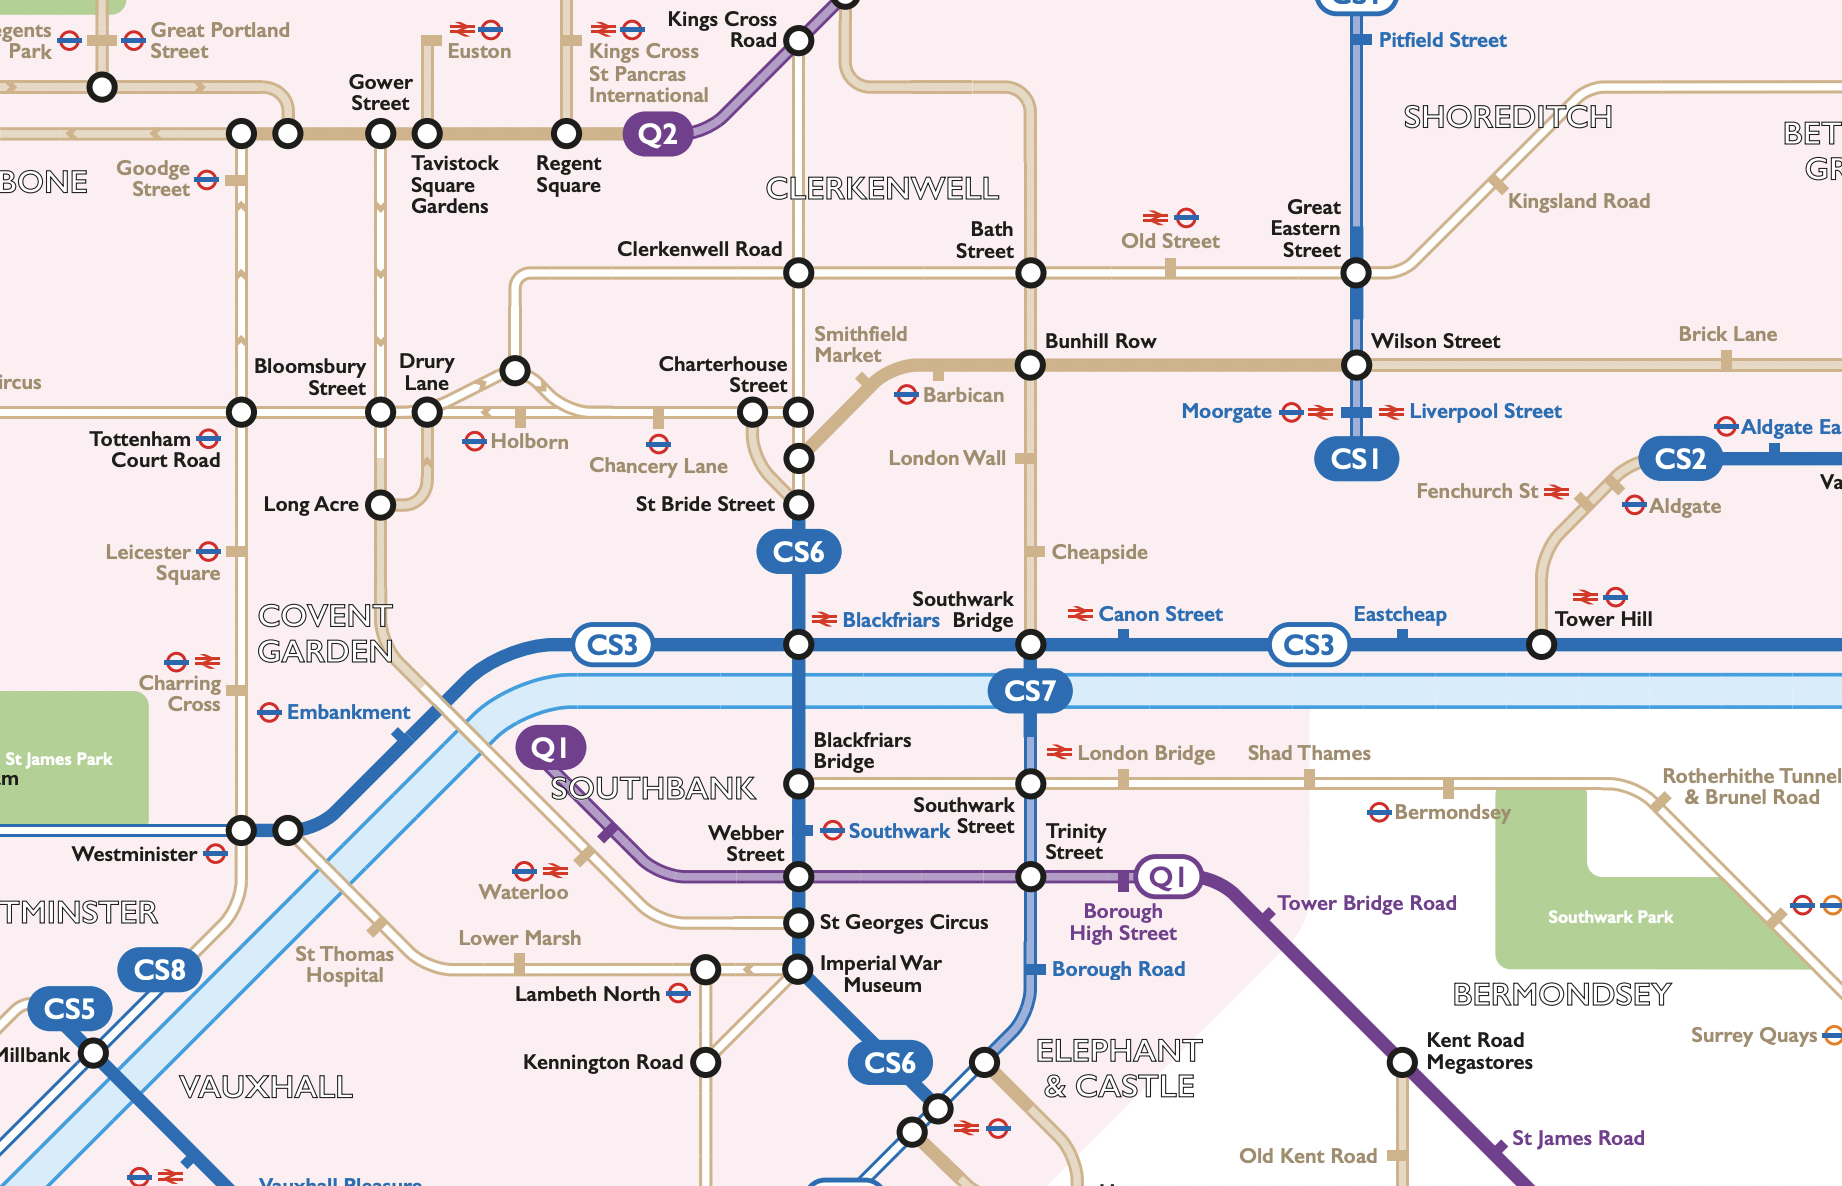 Park
Great Portland
Street
Euston
Kings Cross
St Pancras
International
Kings Cross
Road
CS1
Pitfield Street
Gower
Street
Q2
SHOREDITCH
Tavistock
Square
Gardens
Regent
Square
Goodge
Street
BONE
CLERKENWELL
BET
GR
Kingsland Road
Clerkenwell Road
Bath
Street
Old Street
Great
Eastern
Street
Smithfield
Market
Bunhill Row
Wilson Street
Brick Lane
ircus
Bloomsbury
Street
Drury
Lane
Charterhouse
Street
Barbican
Moorgate
Liverpool Street
Tottenham
Court Road
Holborn
Chancery Lane
London Wall
CS1
CS2
Aldgate Ea
Va
Fenchurch St
Aldgate
Long Acre
St Bride Street
Leicester
Square
CS6
Cheapside
COVENT
GARDEN
CS3
Blackfriars
Southwark
Bridge
Canon Street
CS3
Eastcheap
Tower Hill
Charring
Cross
Embankment
CS7
St James Park
am
Q1
SOUTHBANK
Blackfriars
Bridge
London Bridge
Shad Thames
Rotherhithe Tunnel
& Brunel Road
Bermondsey
Southwark
Street
Webber
Street
Southwark
Trinity
Street
Westminister
Waterloo
Q1
Borough
High Street
Tower Bridge Road
Southwark Park
TMINSTER
CS8
St Thomas
Hospital
Lower Marsh
St Georges Circus
Imperial War
Museum
Borough Road
Lambeth North
BERMONDSEY
CS5
Millbank
Kennington Road
CS6
ELEPHANT
& CASTLE
Kent Road
Megastores
Surrey Quays
VAUXHALL
Old Kent Road
St James Road
Vauxhall Pleasure